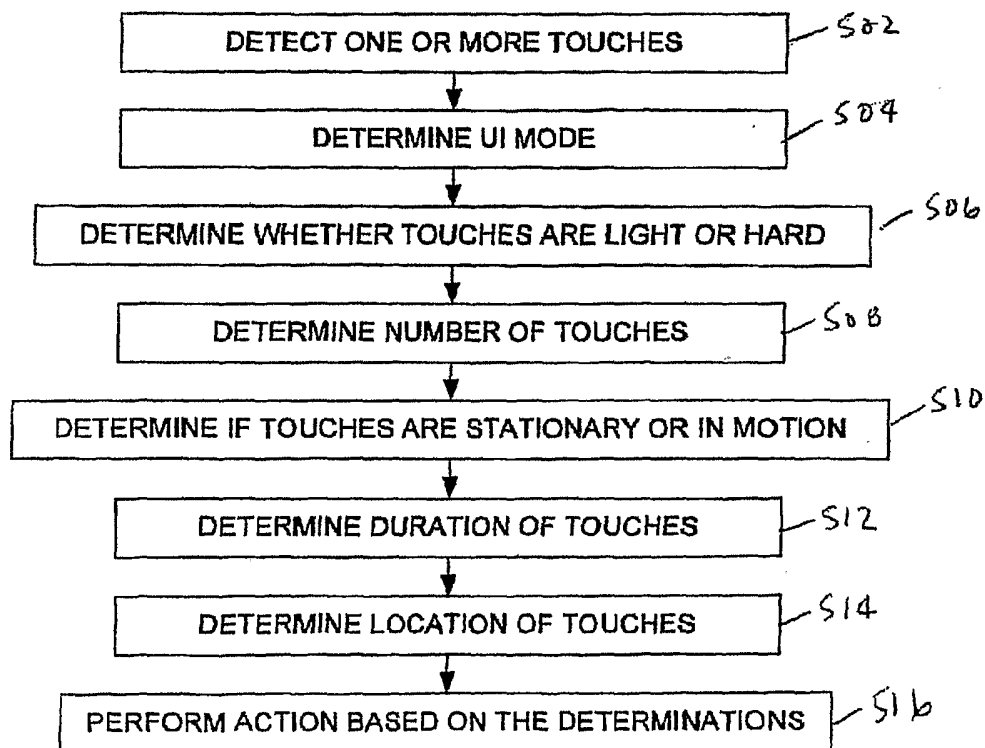 DETECT ONE OR MORE TOUCHES 502
DETERMINE UI MODE 504
DETERMINE WHETHER TOUCHES ARE LIGHT OR HARD 506
DETERMINE NUMBER OF TOUCHES 508
DETERMINE IF TOUCHES ARE STATIONARY OR IN MOTION 510
DETERMINE DURATION OF TOUCHES 512
DETERMINE LOCATION OF TOUCHES 514
PERFORM ACTION BASED ON THE DETERMINATIONS 516